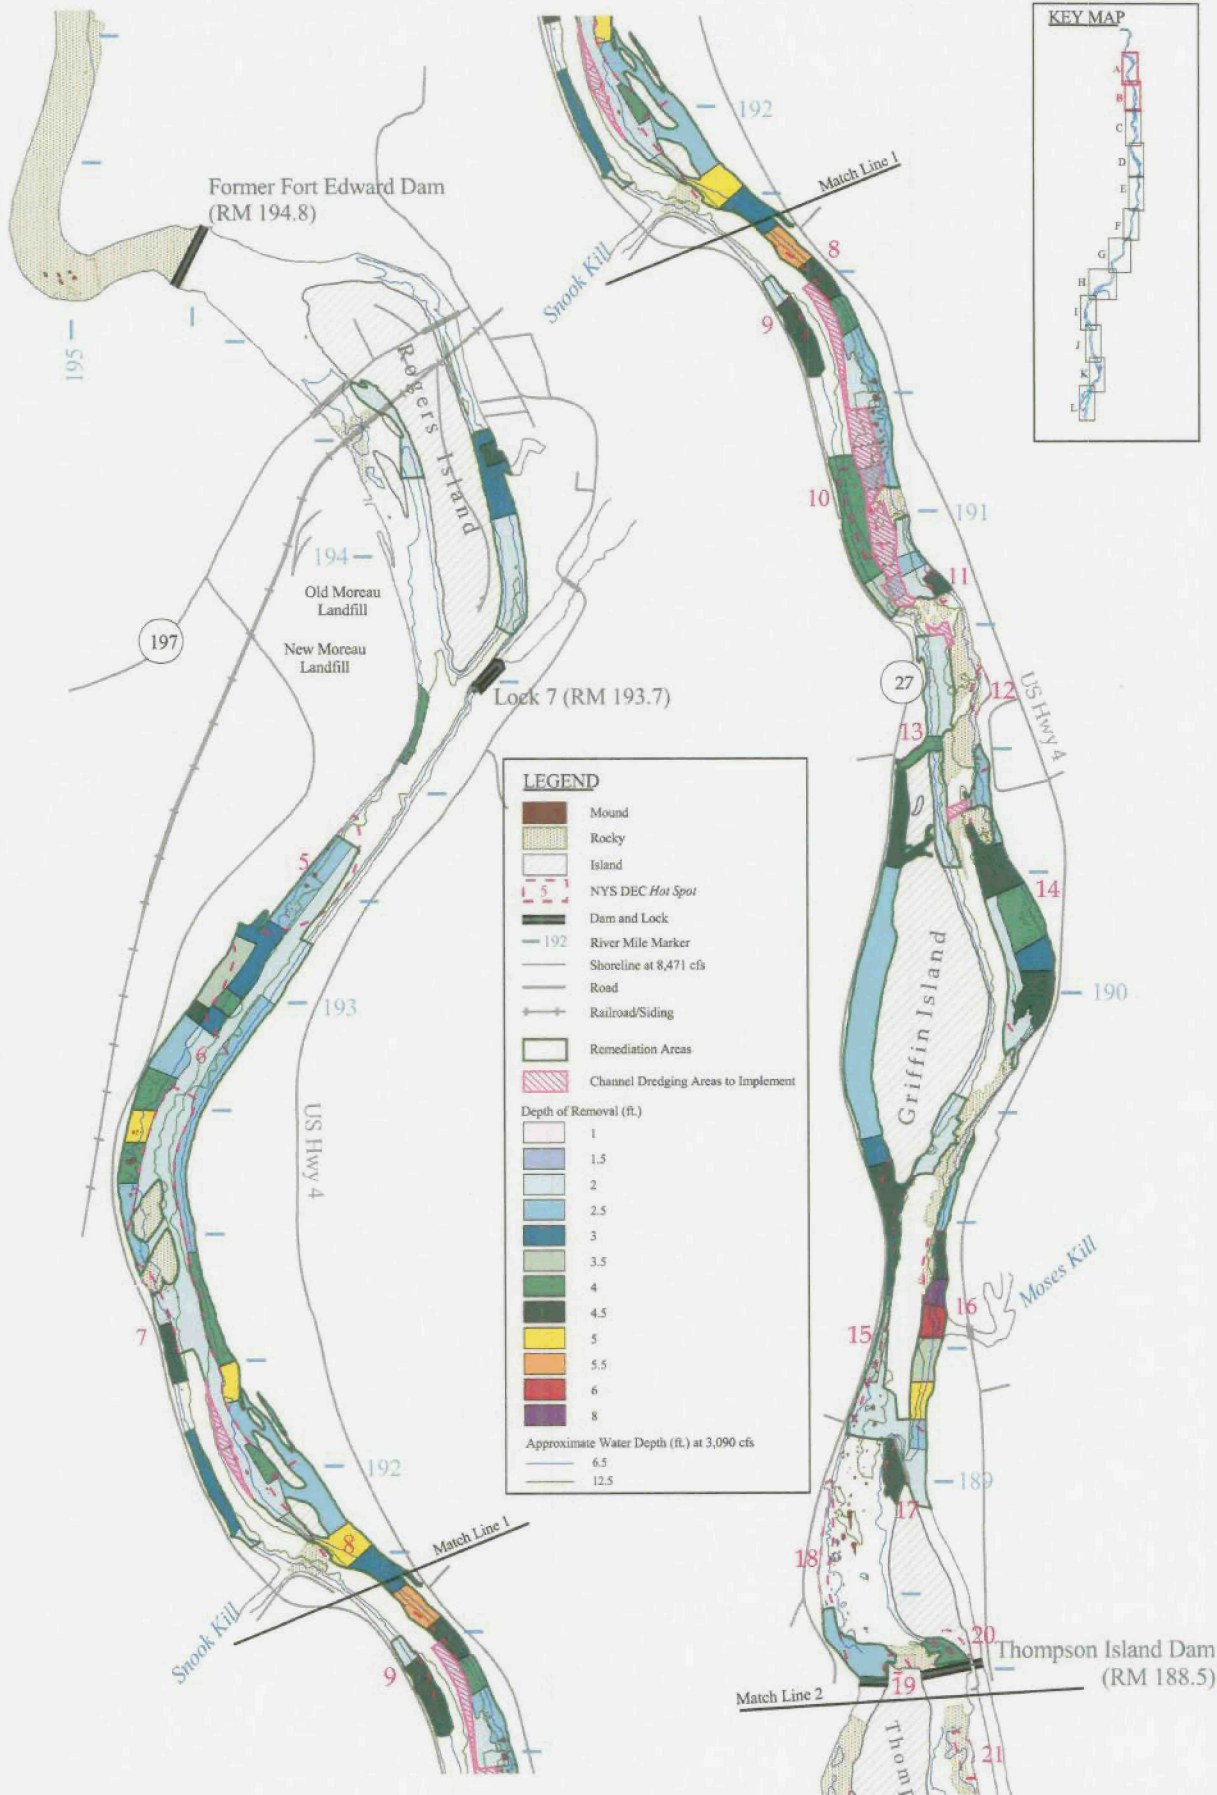 KEY MAP
A
B
C
D
E
F
G
H
I
J
K
L
192
Match Line 1
Snook Kill
8
9
10
191
11
27
12
US Hwy 4
13
14
Griffin Island
190
Moses Kill
16
15
189
17
18
20
Thompson Island Dam
(RM 188.5)
19
Match Line 2
Thom
21
Former Fort Edward Dam
(RM 194.8)
195
Rogers Island
194
Old Moreau
Landfill
197
New Moreau
Landfill
Lock 7 (RM 193.7)
5
193
6
US Hwy 4
7
192
8
Match Line 1
Snook Kill
9
LEGEND
Mound
Rocky
Island
5 NYS DEC Hot Spot
Dam and Lock
192 River Mile Marker
Shoreline at 8,471 cfs
Road
Railroad/Siding
Remediation Areas
Channel Dredging Areas to Implement
Depth of Removal (ft.)
1
1.5
2
2.5
3
3.5
4
4.5
5
5.5
6
8
Approximate Water Depth (ft.) at 3,090 cfs
6.5
12.5